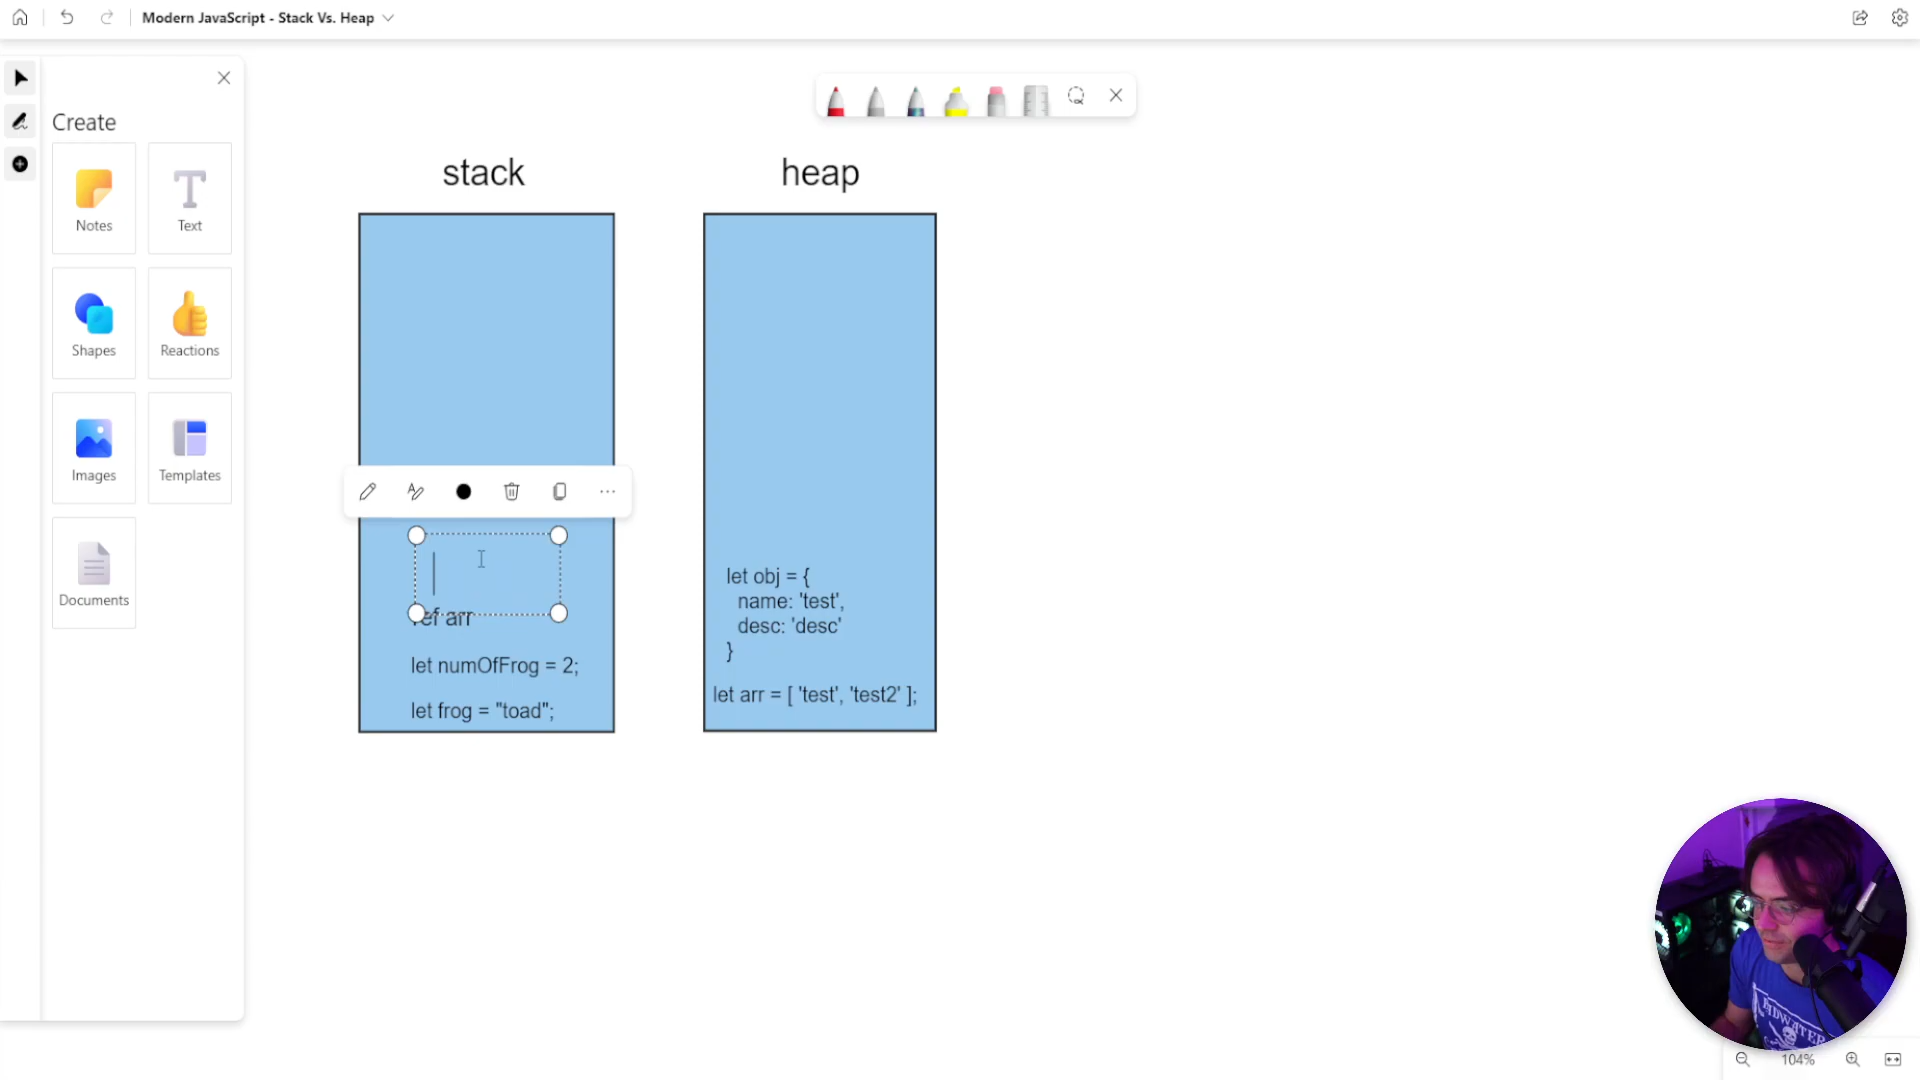 Modern JavaScript - Stack Vs. Heap
Create
Notes
Text
Shapes
Reactions
Images
Templates
Documents
stack
heap
ref arr
let numOfFrog = 2;
let frog = "toad";
let obj = {
name: 'test',
desc: 'desc'
}
let arr = [ 'test', 'test2' ];
104%